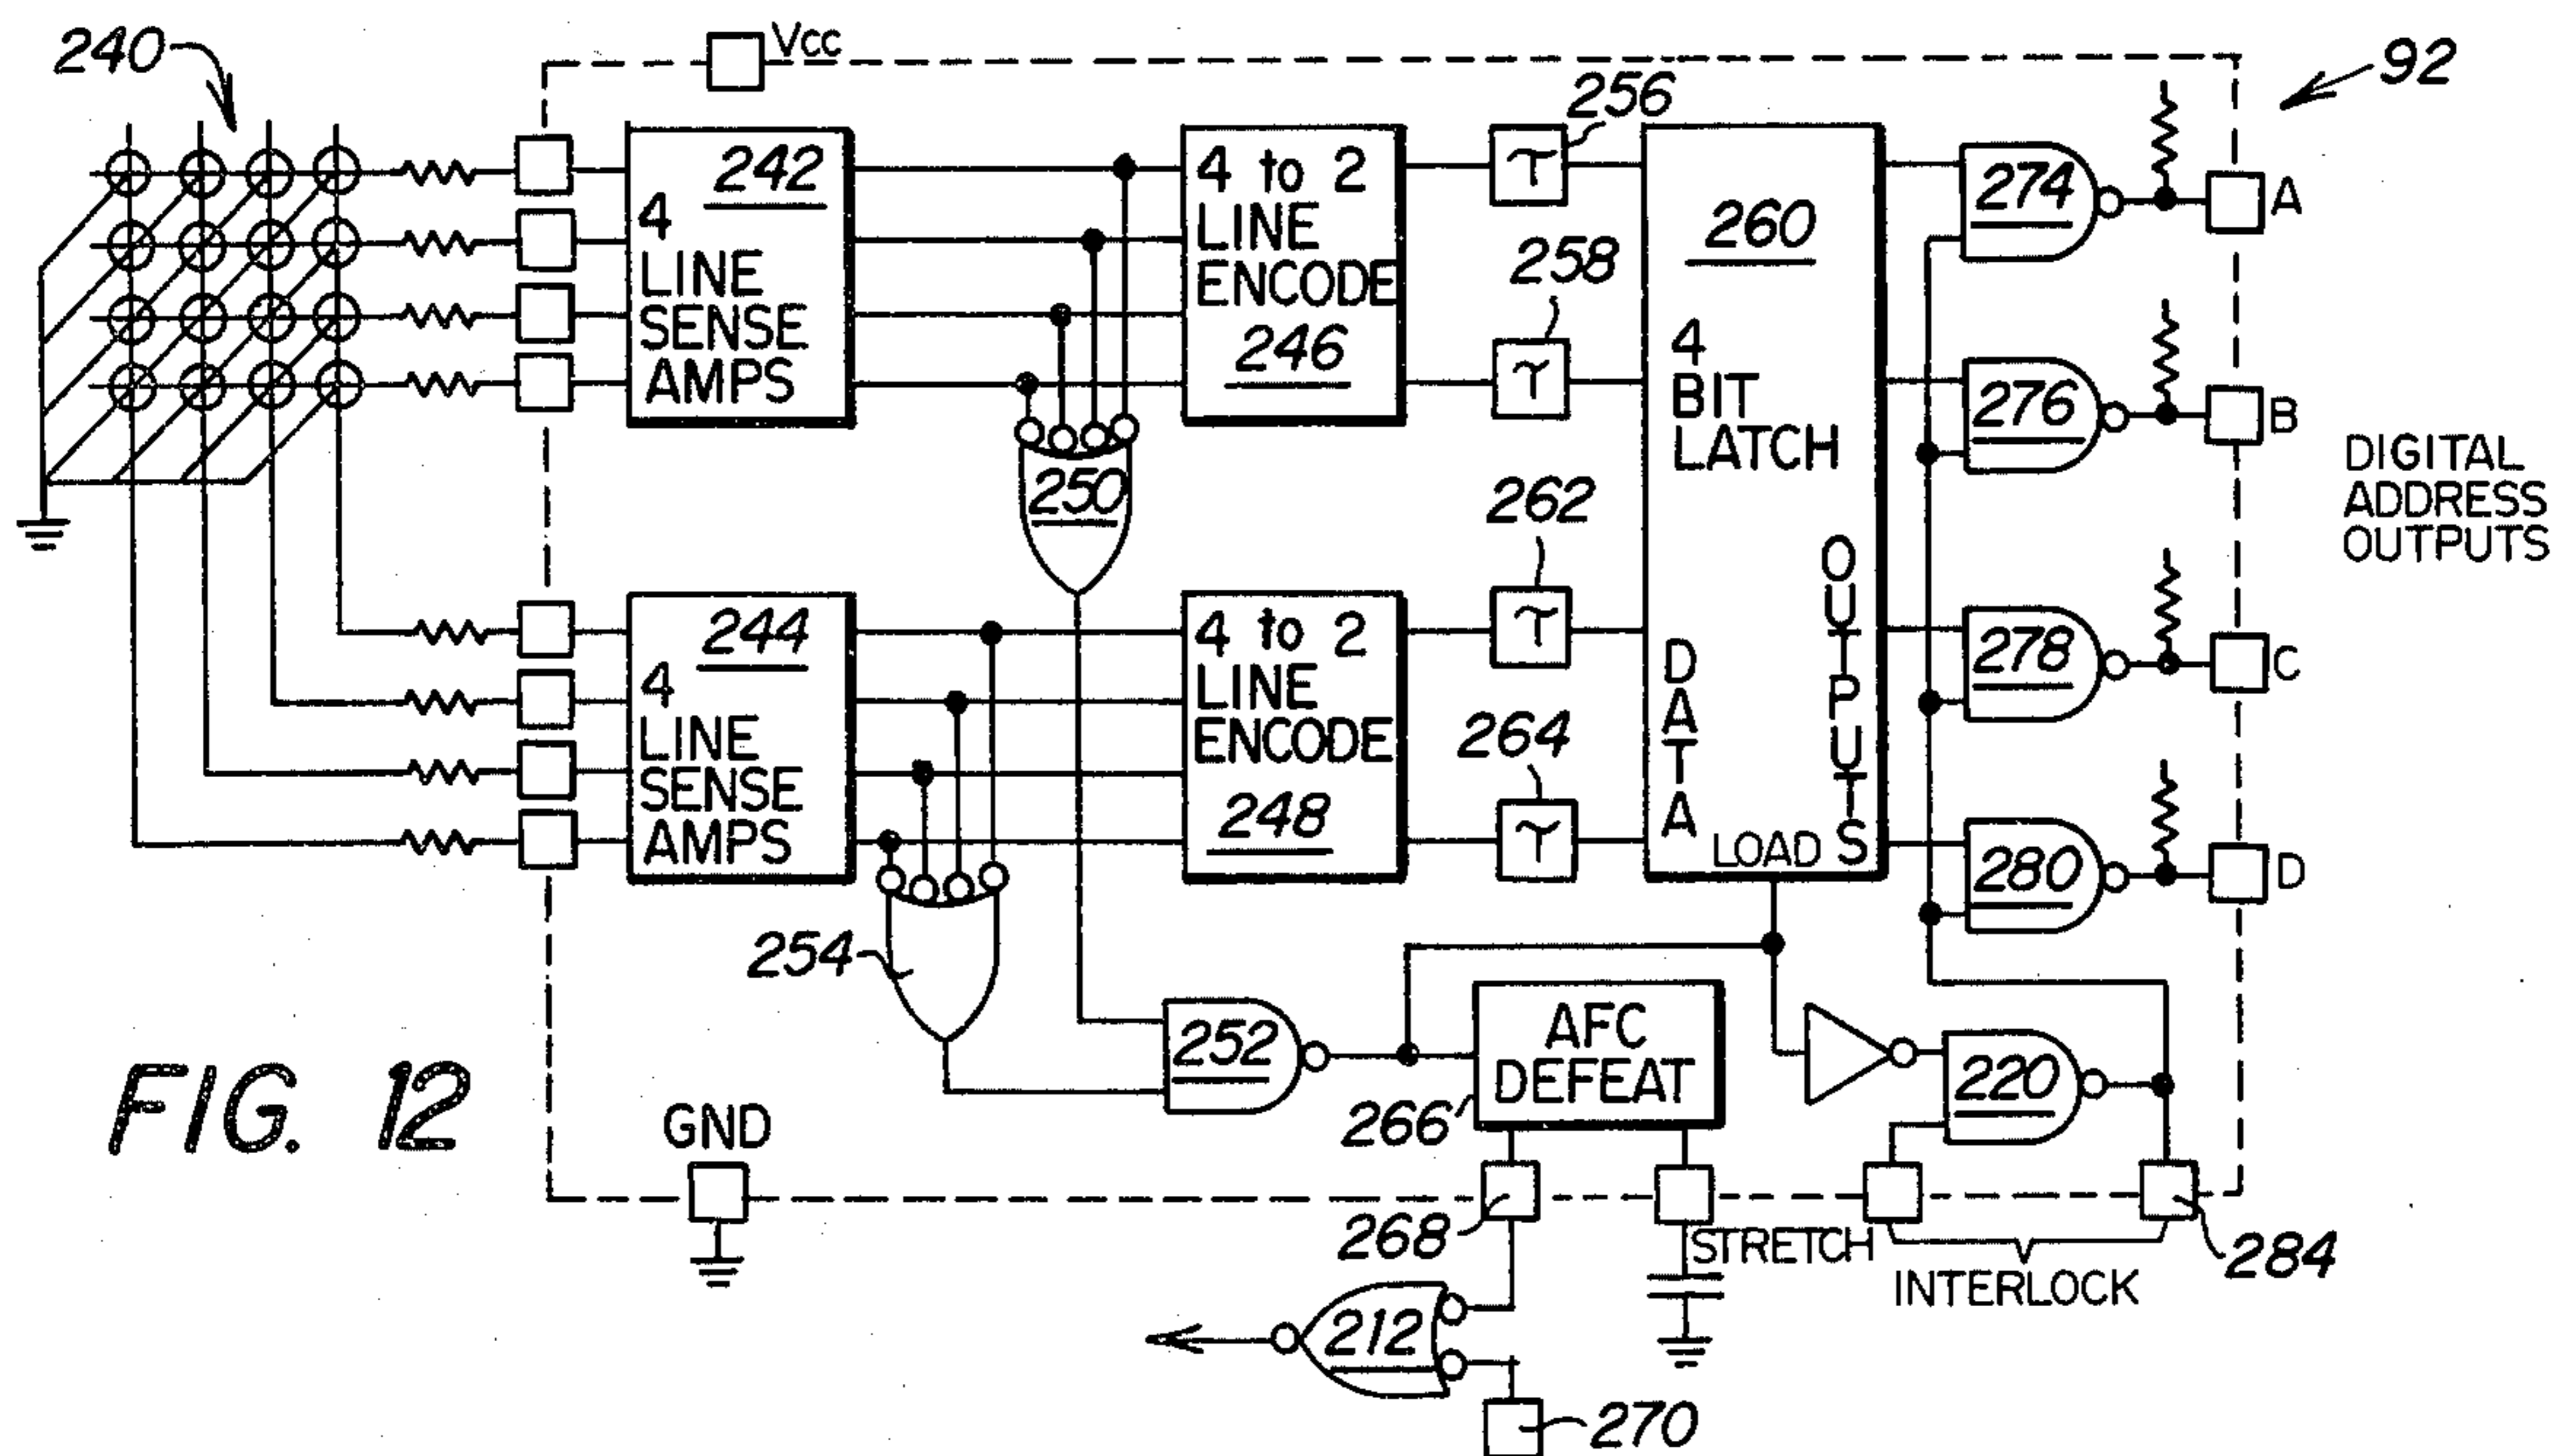 240
Vcc
92
256
242
4
LINE
SENSE
AMPS
4 to 2
LINE
ENCODE
246
τ
258
τ
260
4
BIT
LATCH
DATA
LOAD
OUTPUTS
274
A
276
B
DIGITAL
ADDRESS
OUTPUTS
250
262
τ
244
4
LINE
SENSE
AMPS
4 to 2
LINE
ENCODE
248
264
τ
278
C
280
D
254
252
AFC
DEFEAT
266
220
FIG. 12
GND
268
STRETCH
INTERLOCK
284
212
270